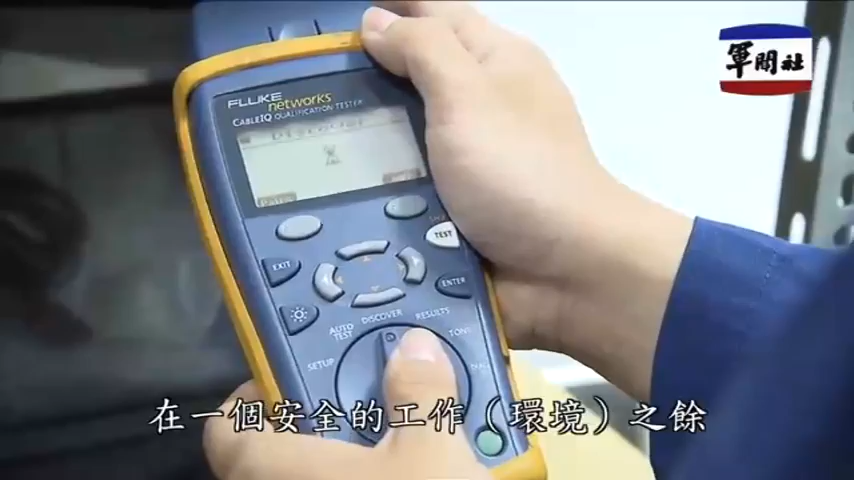 軍聞社
FLUKE
networks
CABLEIQ QUALIFICATION TESTER
TEST
EXIT
ENTER
AUTO TEST
DISCOVER
RESULTS
SETUP
TONE
在一個安全的工作（環境）之餘